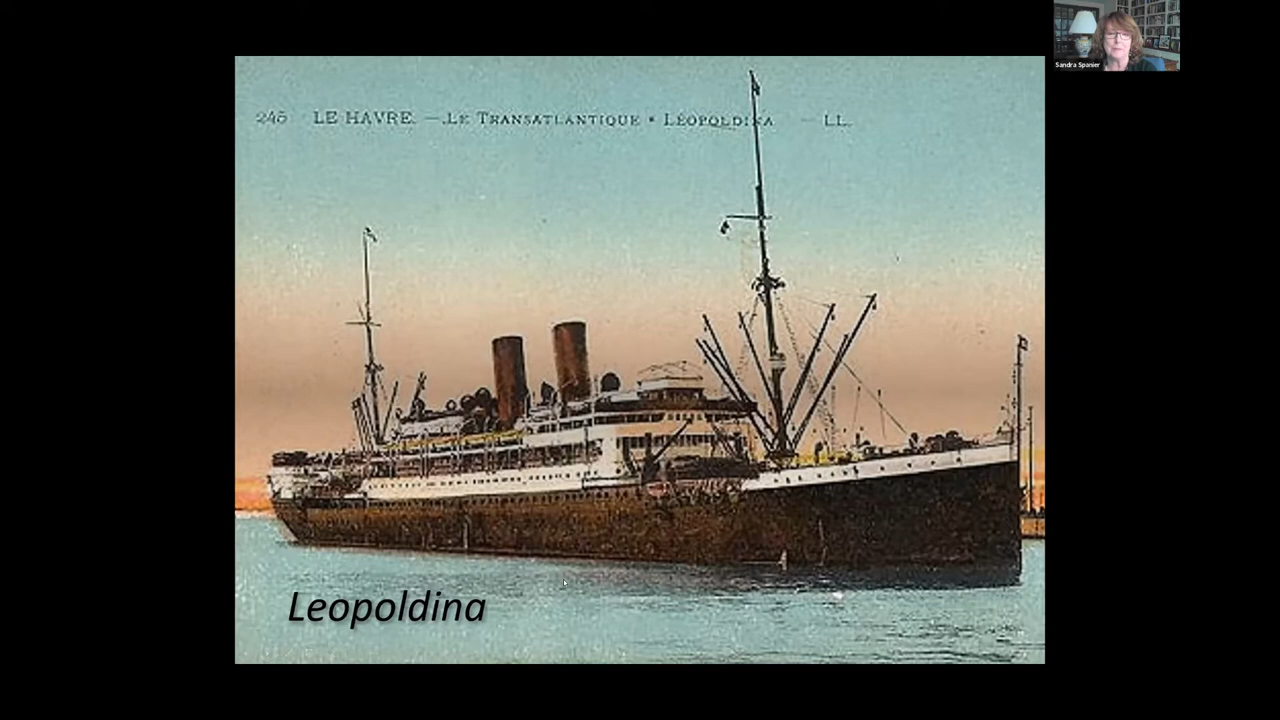 245 LE HAVRE. — LE TRANSATLANTIQUE * LÉOPOLDINA — LL.
Leopoldina
Sandra Spanier